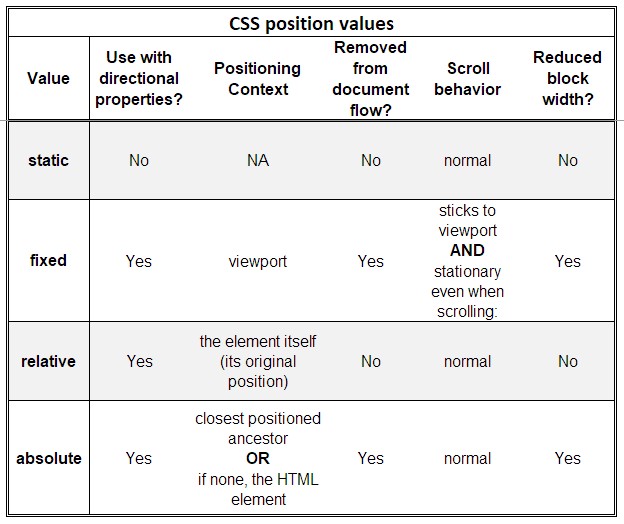 CSS position values
Value
Use with
directional
properties?
Positioning
Context
Removed
from
document
flow?
Scroll
behavior
Reduced
block
width?
static
No
NA
No
normal
No
fixed
Yes
viewport
Yes
sticks to
viewport
AND
stationary
even when
scrolling:
Yes
relative
Yes
the element itself
(its original
position)
No
normal
No
absolute
Yes
closest positioned
ancestor
OR
if none, the HTML
element
Yes
normal
Yes